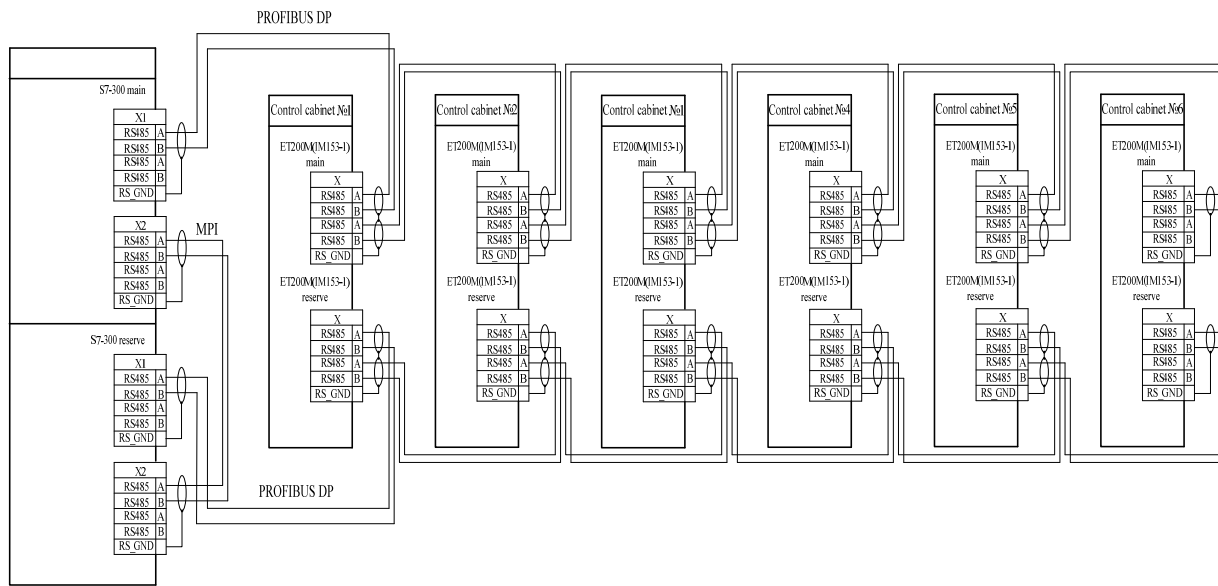 PROFIBUS DP
S7-300 main
X1
RS485 A
RS485 B
RS485 A
RS485 B
RS_GND
X2
RS485 A
RS485 B
RS485 A
RS485 B
RS_GND
MPI
S7-300 reserve
X1
RS485 A
RS485 B
RS485 A
RS485 B
RS_GND
X2
RS485 A
RS485 B
RS485 A
RS485 B
RS_GND
PROFIBUS DP
Control cabinet №1
ET200M(IM153-1)
main
X
RS485 A
RS485 B
RS485 A
RS485 B
RS_GND
ET200M(IM153-1)
reserve
X
RS485 A
RS485 B
RS485 A
RS485 B
RS_GND
Control cabinet №2
ET200M(IM153-1)
main
X
RS485 A
RS485 B
RS485 A
RS485 B
RS_GND
ET200M(IM153-1)
reserve
X
RS485 A
RS485 B
RS485 A
RS485 B
RS_GND
Control cabinet №1
ET200M(IM153-1)
main
X
RS485 A
RS485 B
RS485 A
RS485 B
RS_GND
ET200M(IM153-1)
reserve
X
RS485 A
RS485 B
RS485 A
RS485 B
RS_GND
Control cabinet №4
ET200M(IM153-1)
main
X
RS485 A
RS485 B
RS485 A
RS485 B
RS_GND
ET200M(IM153-1)
reserve
X
RS485 A
RS485 B
RS485 A
RS485 B
RS_GND
Control cabinet №5
ET200M(IM153-1)
main
X
RS485 A
RS485 B
RS485 A
RS485 B
RS_GND
ET200M(IM153-1)
reserve
X
RS485 A
RS485 B
RS485 A
RS485 B
RS_GND
Control cabinet №6
ET200M(IM153-1)
main
X
RS485 A
RS485 B
RS485 A
RS485 B
RS_GND
ET200M(IM153-1)
reserve
X
RS485 A
RS485 B
RS485 A
RS485 B
RS_GND